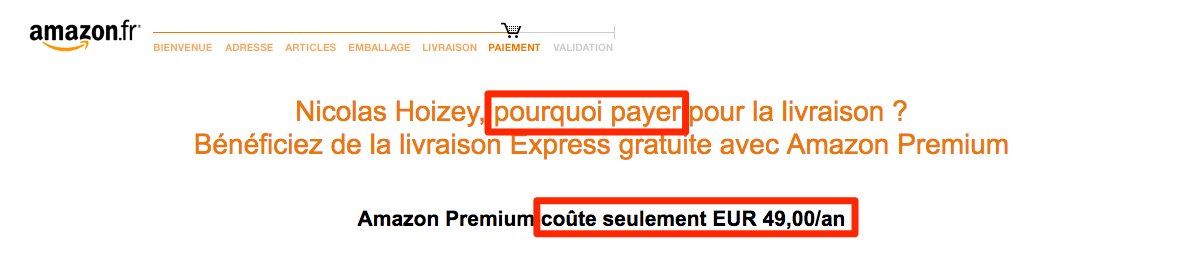 amazon.fr
BIENVENUE ADRESSE ARTICLES EMBALLAGE LIVRAISON PAIEMENT VALIDATION
Nicolas Hoizey, pourquoi payer pour la livraison ?
Bénéficiez de la livraison Express gratuite avec Amazon Premium
Amazon Premium coûte seulement EUR 49,00/an